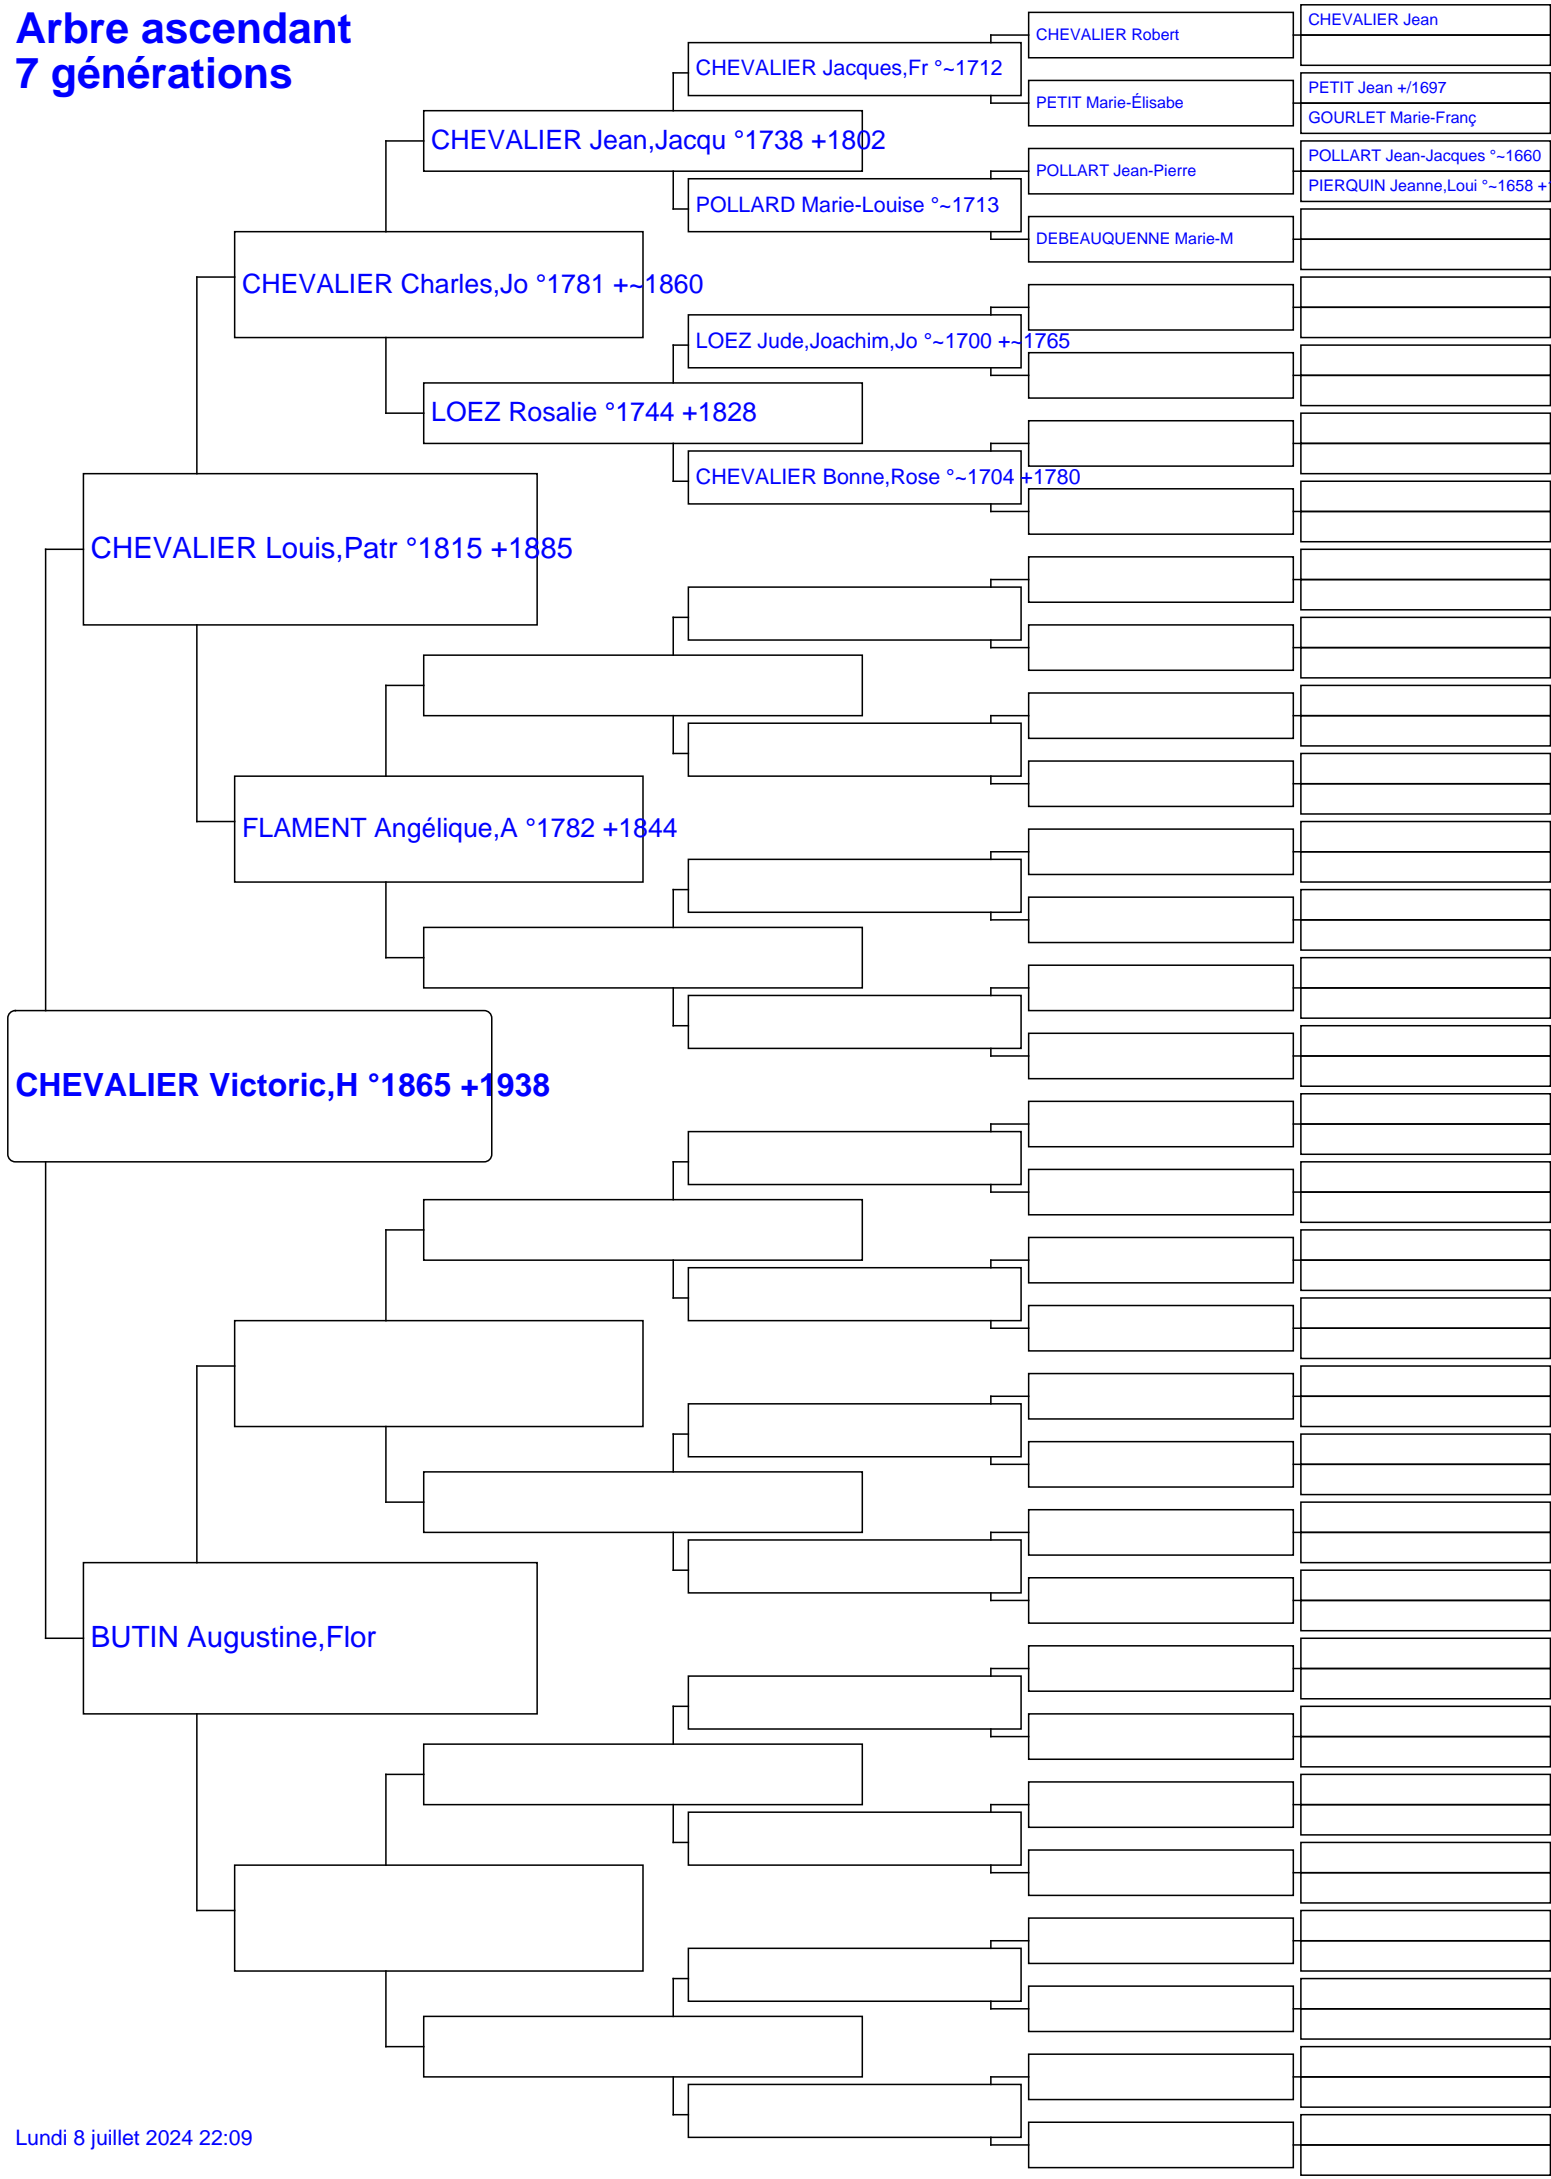 Arbre ascendant
7 générations
CHEVALIER Victoric,H °1865 +1938
CHEVALIER Louis,Patr °1815 +1885
BUTIN Augustine,Flor
CHEVALIER Charles,Jo °1781 +~1860
FLAMENT Angélique,A °1782 +1844
CHEVALIER Jean,Jacqu °1738 +1802
LOEZ Rosalie °1744 +1828
CHEVALIER Jacques,Fr °~1712
POLLARD Marie-Louise °~1713
LOEZ Jude,Joachim,Jo °~1700 +~1765
CHEVALIER Bonne,Rose °~1704 +1780
CHEVALIER Robert
PETIT Marie-Élisabe
POLLART Jean-Pierre
DEBEAUQUENNE Marie-M
CHEVALIER Jean
PETIT Jean +/1697
GOURLET Marie-Franç
POLLART Jean-Jacques °~1660
PIERQUIN Jeanne,Loui °~1658 +
Lundi 8 juillet 2024 22:09